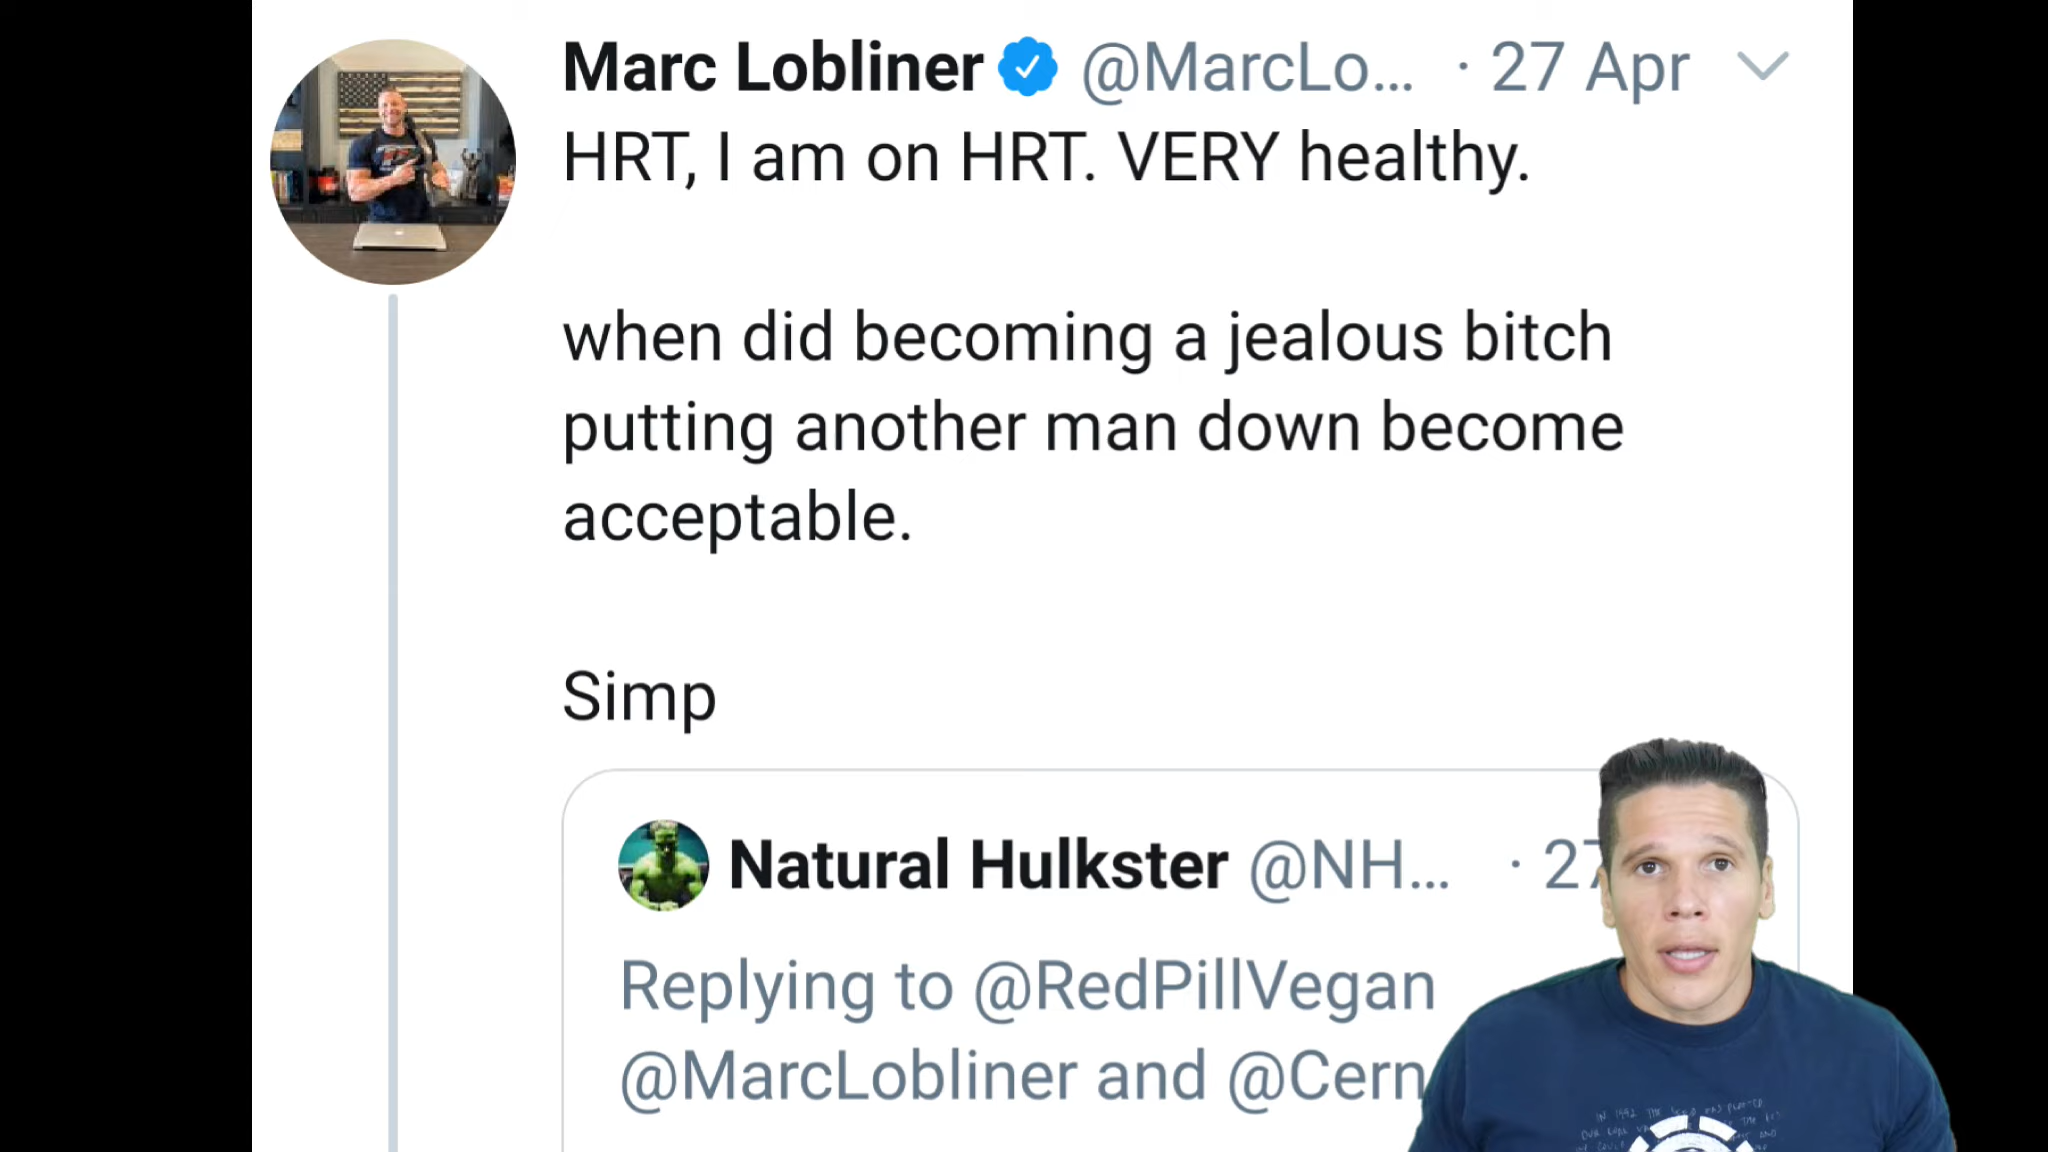 Marc Lobliner @MarcLo... · 27 Apr
HRT, I am on HRT. VERY healthy.
when did becoming a jealous bitch
putting another man down become
acceptable.
Simp
Natural Hulkster @NH... · 27
Replying to @RedPillVegan
@MarcLobliner and @Cern